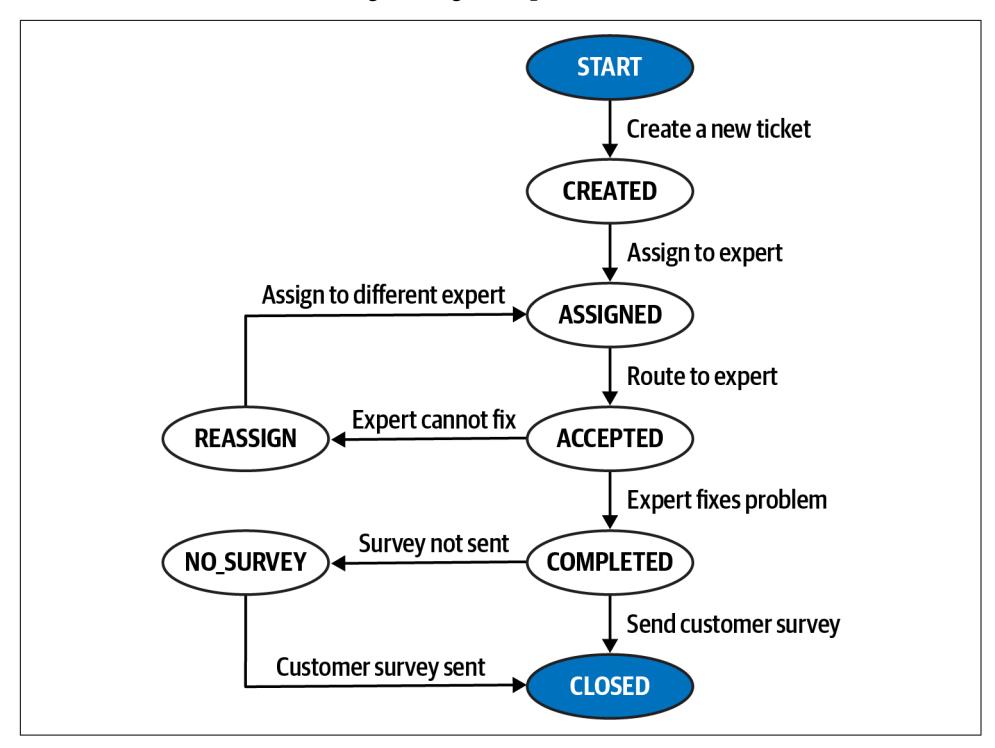 START
Create a new ticket
CREATED
Assign to expert
Assign to different expert
ASSIGNED
Route to expert
REASSIGN
Expert cannot fix
ACCEPTED
Expert fixes problem
NO_SURVEY
Survey not sent
COMPLETED
Send customer survey
Customer survey sent
CLOSED